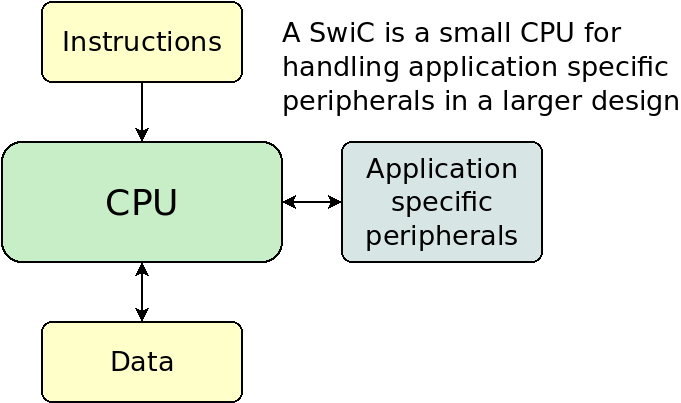 Instructions
A SwiC is a small CPU for
handling application specific
peripherals in a larger design
CPU
Application
specific
peripherals
Data